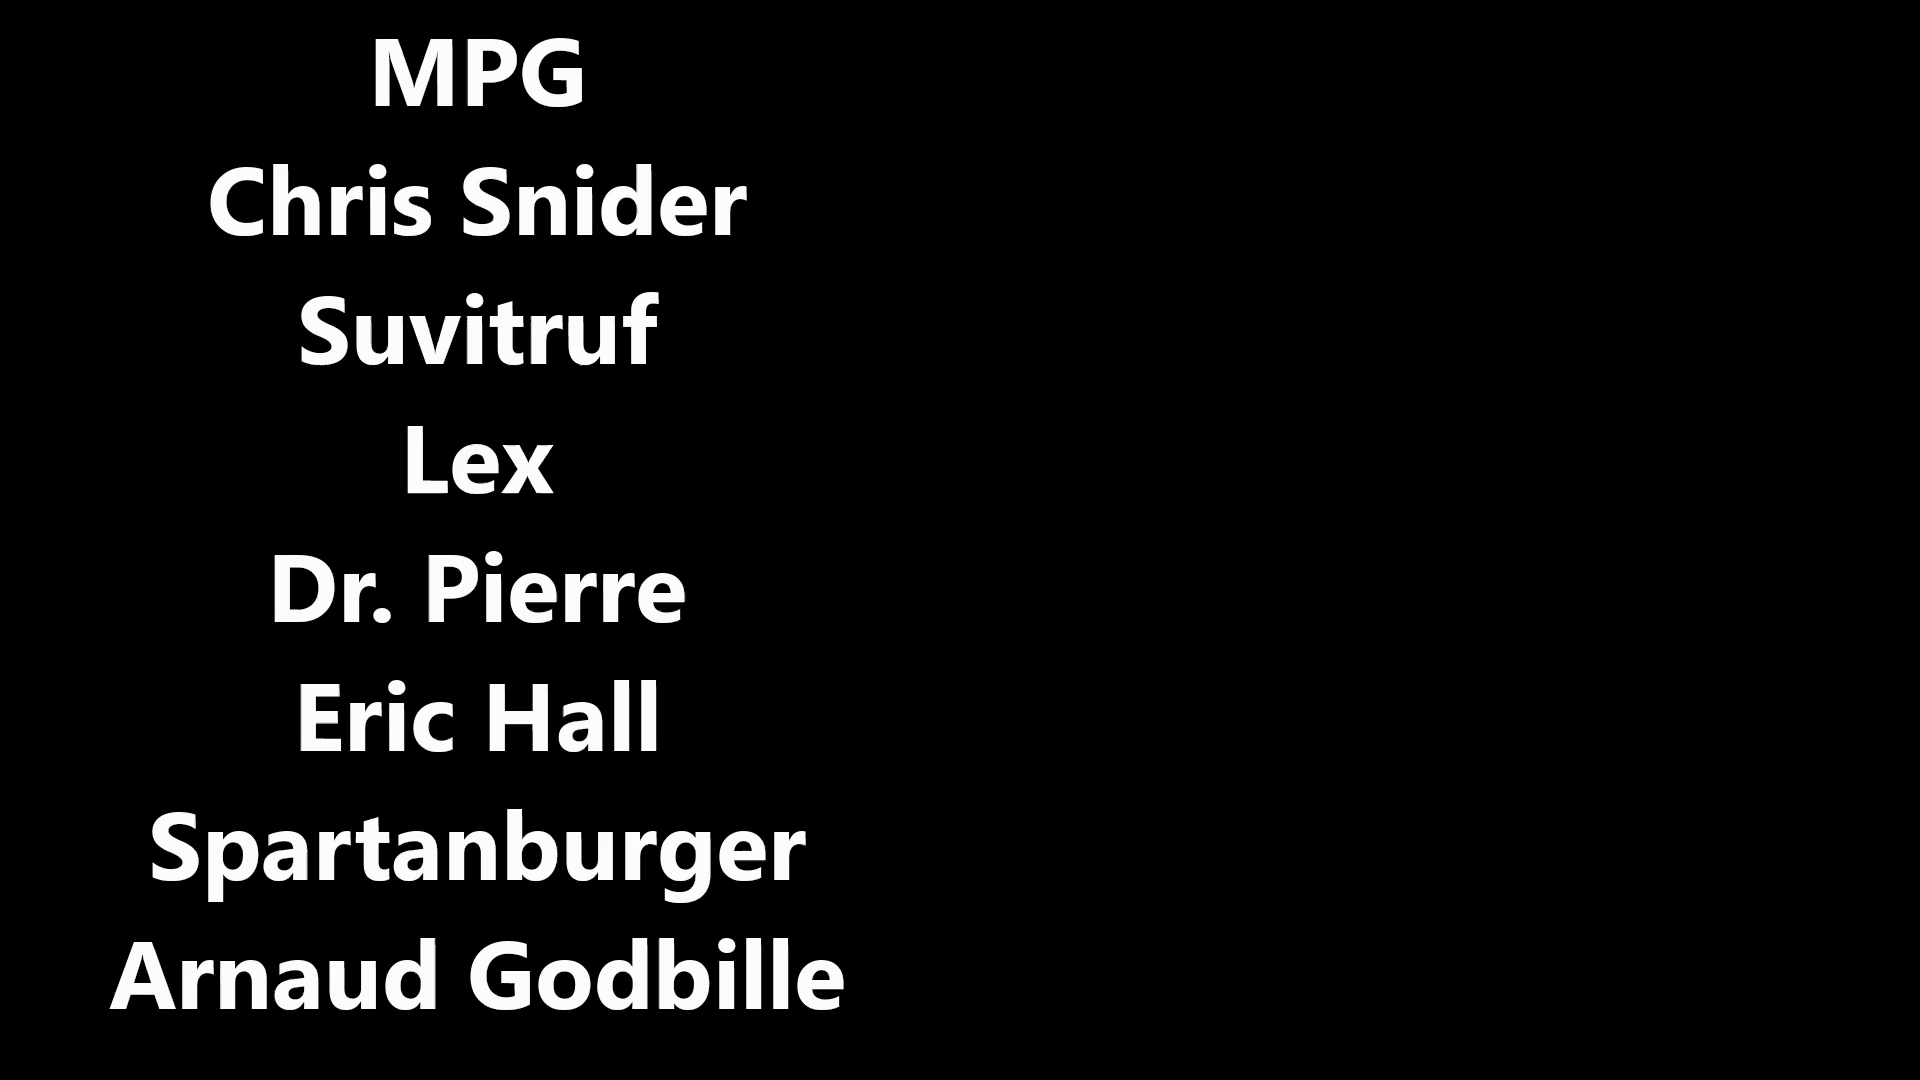 MPG
Chris Snider
Suvitruf
Lex
Dr. Pierre
Eric Hall
Spartanburger
Arnaud Godbille